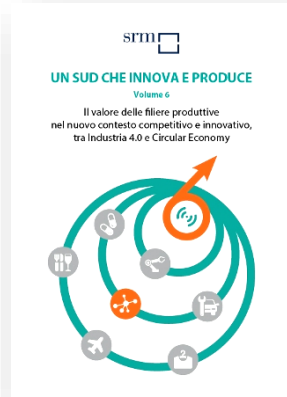 srm
UN SUD CHE INNOVA E PRODUCE
Volume 6
Il valore delle filiere produttive
nel nuovo contesto competitivo e innovativo,
tra Industria 4.0 e Circular Economy